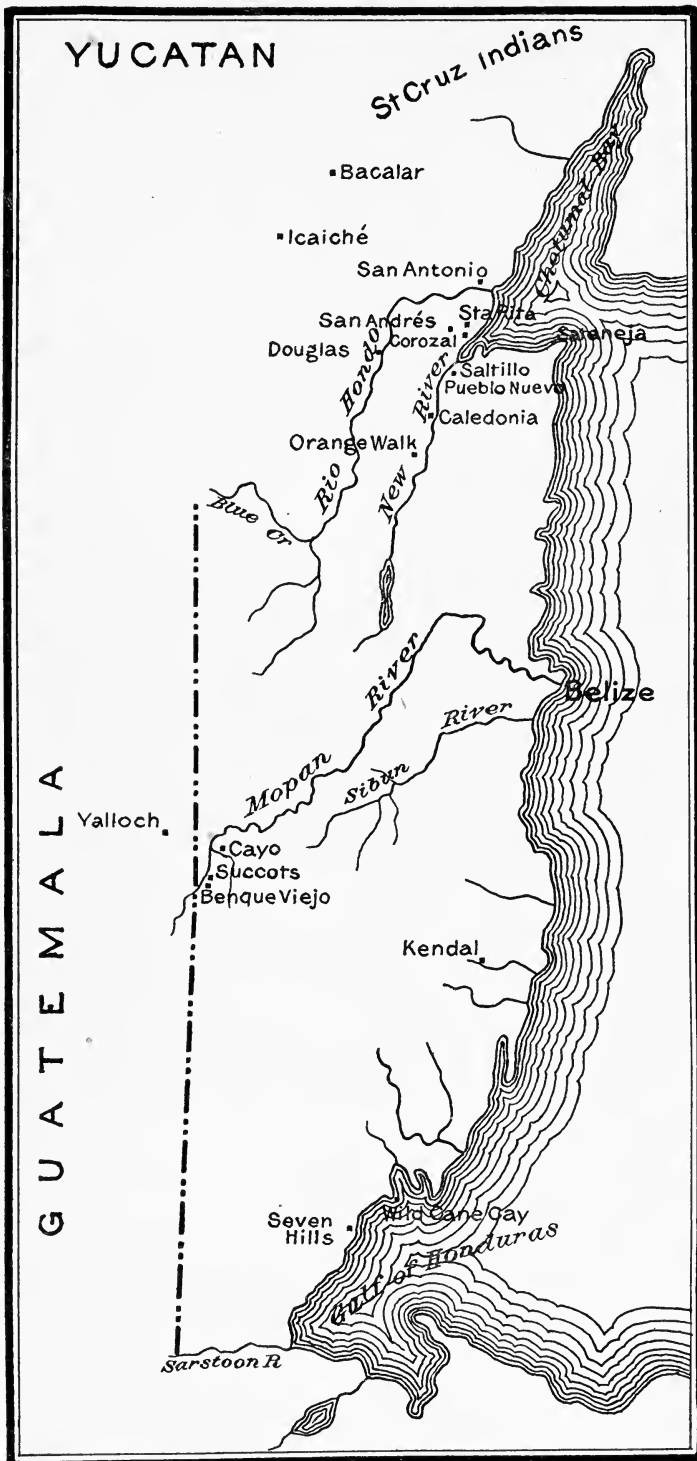 YUCATAN
St Cruz Indians
Bacalar
Chetumal Bay
Icaiché
San Antonio
Sta Rita
San Andrés
Corozal
Sarteneja
Douglas
Rio Hondo
New River
Saltillo
Pueblo Nuevo
Caledonia
Orange Walk
Blue Cr
Belize
Mopan River
Sibun River
GUATEMALA
Yalloch
Cayo
Succots
Benque Viejo
Kendal
Wild Cane Cay
Seven
Hills
Gulf of Honduras
Sarstoon R